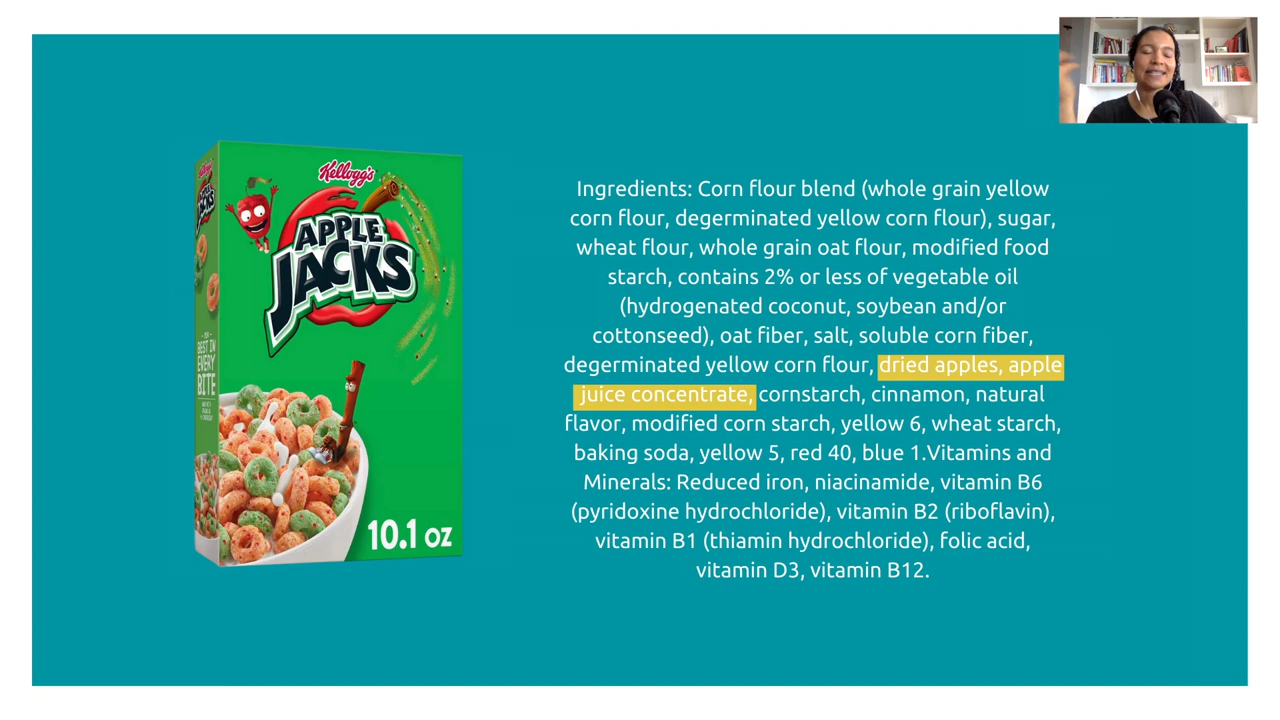 Kellogg's
APPLE
JACKS
BEST IN
EVERY
BITE
10.1 oz
Ingredients: Corn flour blend (whole grain yellow
corn flour, degerminated yellow corn flour), sugar,
wheat flour, whole grain oat flour, modified food
starch, contains 2% or less of vegetable oil
(hydrogenated coconut, soybean and/or
cottonseed), oat fiber, salt, soluble corn fiber,
degerminated yellow corn flour, dried apples, apple
juice concentrate, cornstarch, cinnamon, natural
flavor, modified corn starch, yellow 6, wheat starch,
baking soda, yellow 5, red 40, blue 1.Vitamins and
Minerals: Reduced iron, niacinamide, vitamin B6
(pyridoxine hydrochloride), vitamin B2 (riboflavin),
vitamin B1 (thiamin hydrochloride), folic acid,
vitamin D3, vitamin B12.